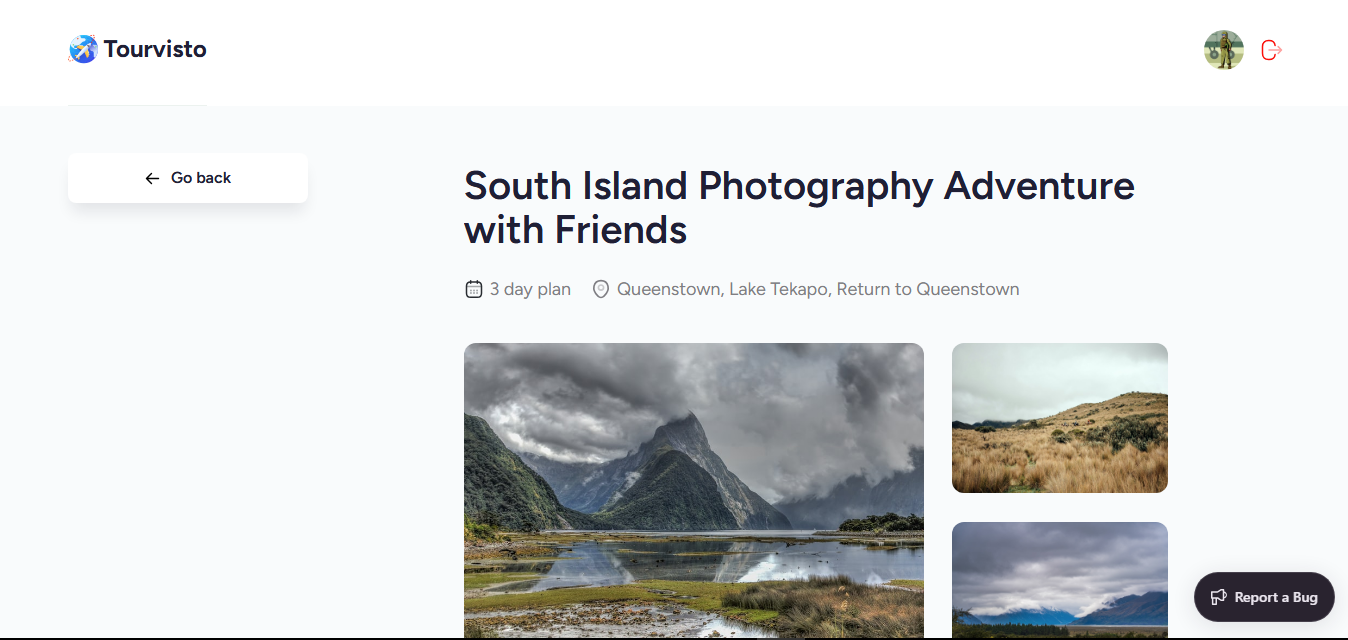 Tourvisto
Go back
South Island Photography Adventure
with Friends
3 day plan
Queenstown, Lake Tekapo, Return to Queenstown
Report a Bug